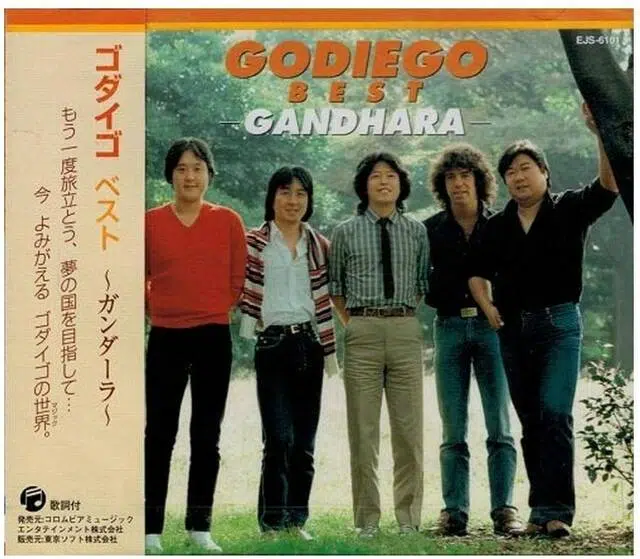 ゴダイゴ ベスト ～ガンダーラ～
もう一度旅立とう、夢の国を目指して…
今 よみがえる ゴダイゴの世界。
マジック
歌詞付
発売元:コロムビアミュージック
エンタテインメント株式会社
販売元:東京ソフト株式会社
EJS-6101
GODIEGO
BEST
-GANDHARA-